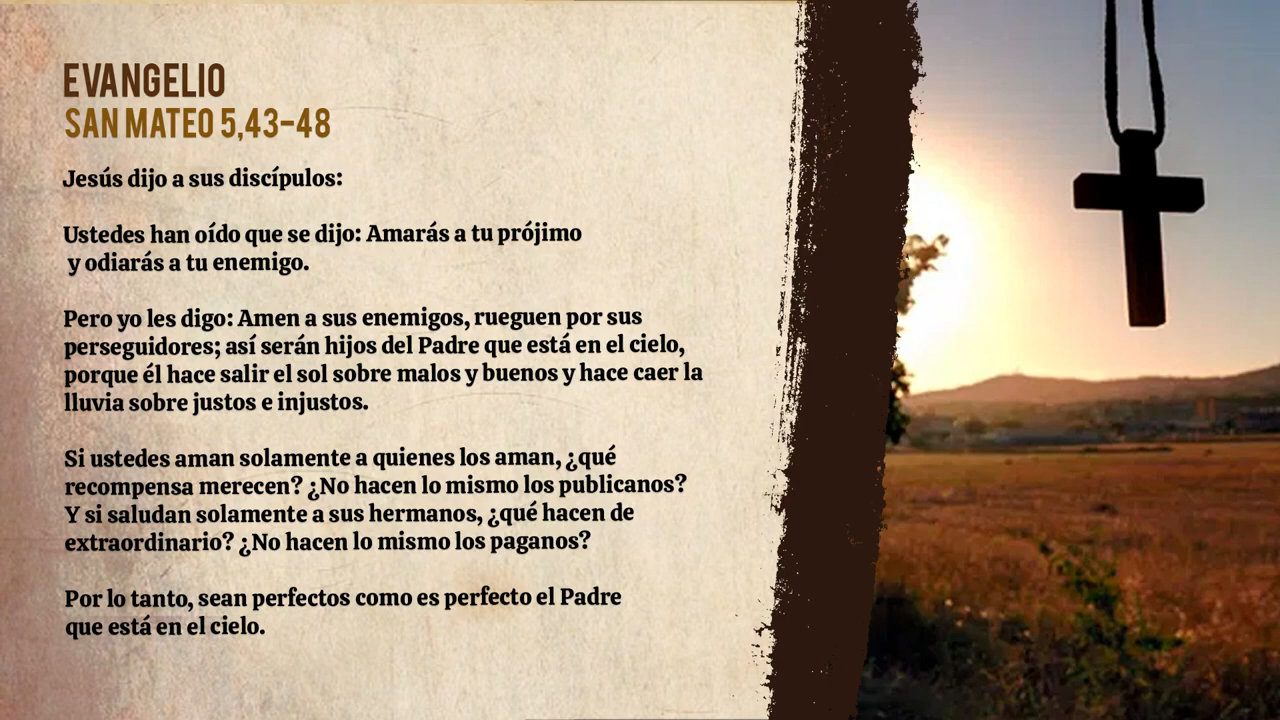 EVANGELIO
SAN MATEO 5,43-48
Jesús dijo a sus discípulos:
Ustedes han oído que se dijo: Amarás a tu prójimo
y odiarás a tu enemigo.
Pero yo les digo: Amen a sus enemigos, rueguen por sus
perseguidores; así serán hijos del Padre que está en el cielo,
porque él hace salir el sol sobre malos y buenos y hace caer la
lluvia sobre justos e injustos.
Si ustedes aman solamente a quienes los aman, ¿qué
recompensa merecen? ¿No hacen lo mismo los publicanos?
Y si saludan solamente a sus hermanos, ¿qué hacen de
extraordinario? ¿No hacen lo mismo los paganos?
Por lo tanto, sean perfectos como es perfecto el Padre
que está en el cielo.